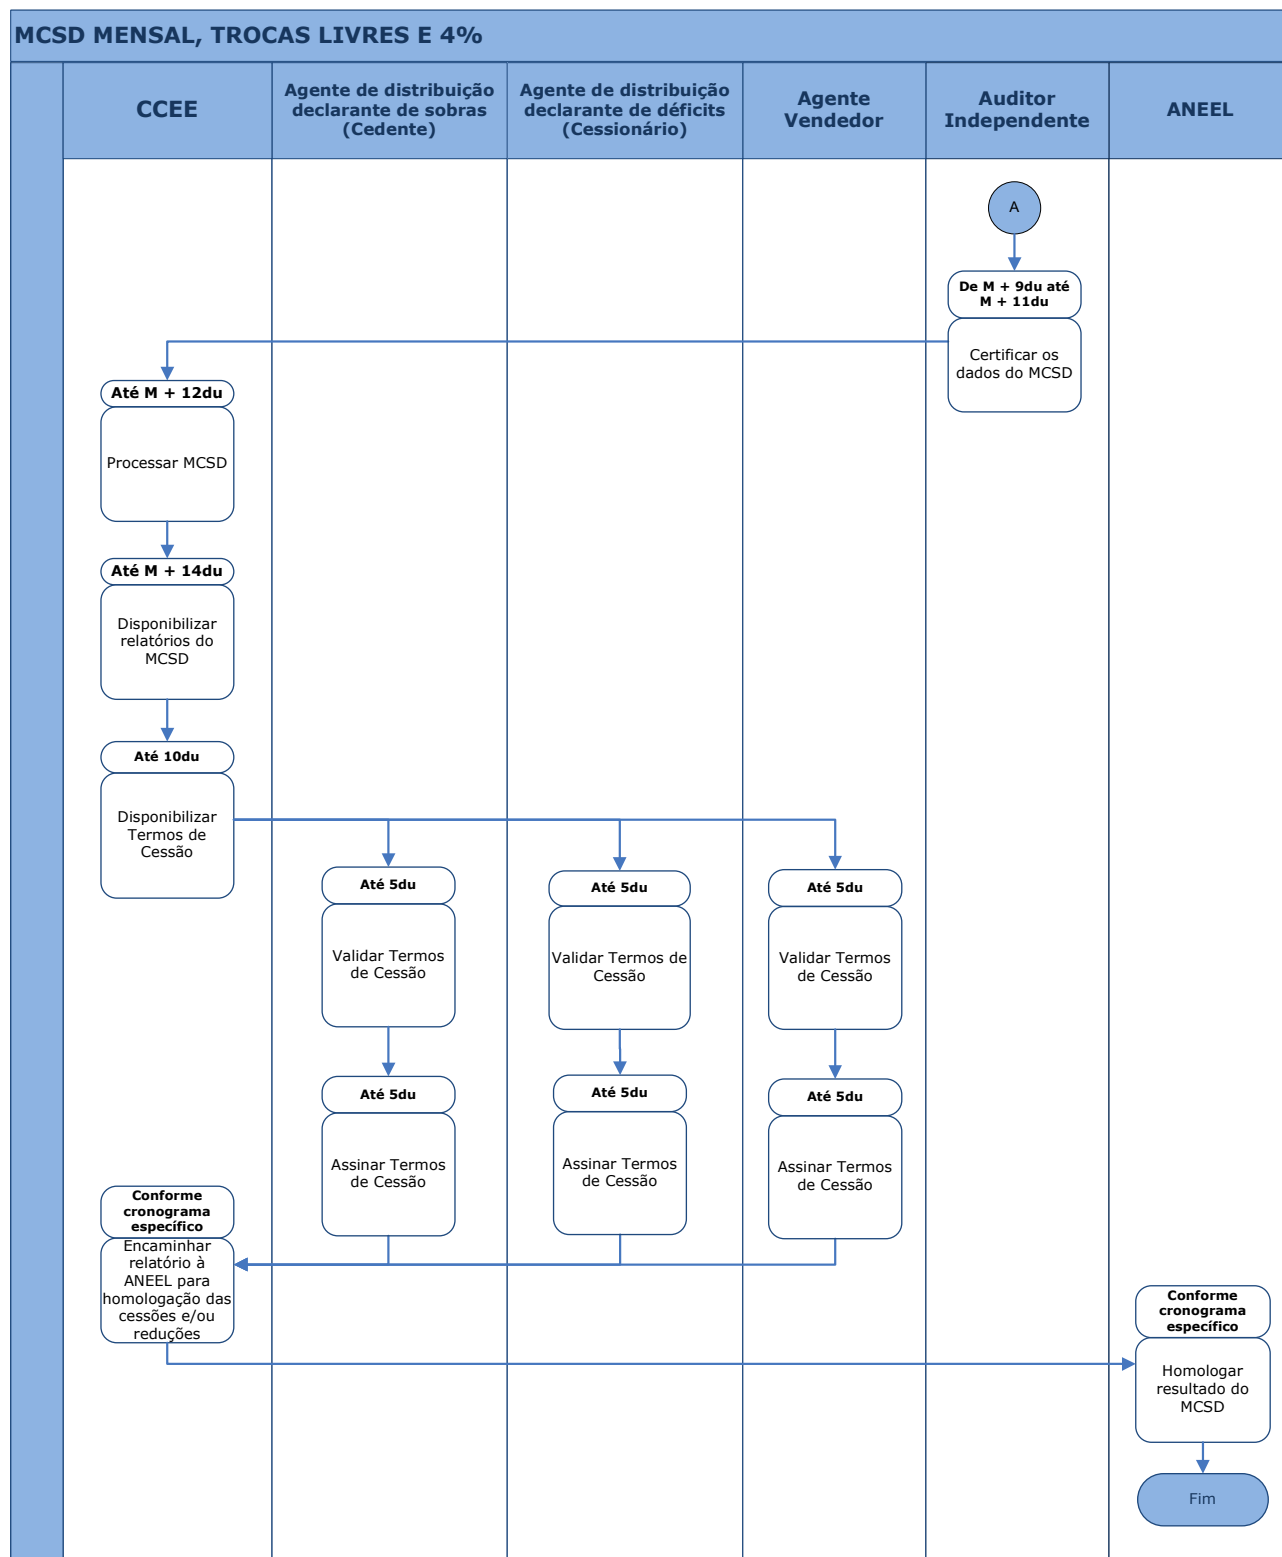 MCSD MENSAL, TROCAS LIVRES E 4%
CCEE
Agente de distribuição
declarante de sobras
(Cedente)
Agente de distribuição
declarante de déficits
(Cessionário)
Agente
Vendedor
Auditor
Independente
ANEEL
A
De M + 9du até
M + 11du
Certificar os
dados do MCSD
Até M + 12du
Processar MCSD
Até M + 14du
Disponibilizar
relatórios do
MCSD
Até 10du
Disponibilizar
Termos de
Cessão
Até 5du
Validar Termos
de Cessão
Até 5du
Validar Termos de
Cessão
Até 5du
Validar Termos
de Cessão
Até 5du
Assinar Termos
de Cessão
Até 5du
Assinar Termos
de Cessão
Até 5du
Assinar Termos
de Cessão
Conforme
cronograma
específico
Encaminhar
relatório à
ANEEL para
homologação das
cessões e/ou
reduções
Conforme
cronograma
específico
Homologar
resultado do
MCSD
Fim